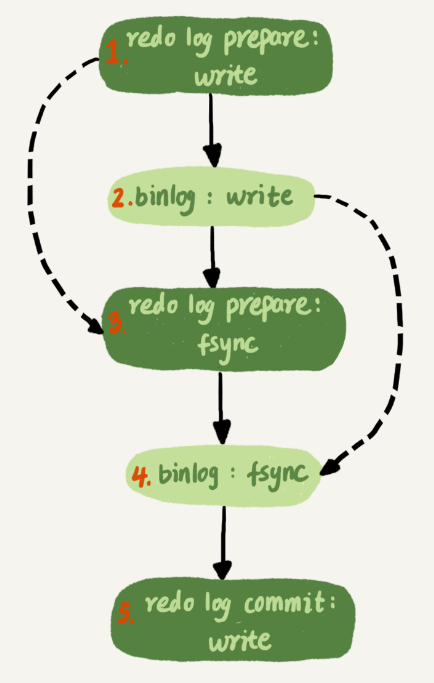 1. redo log prepare:
write
2. binlog : write
3. redo log prepare:
fsync
4. binlog : fsync
5. redo log commit:
write